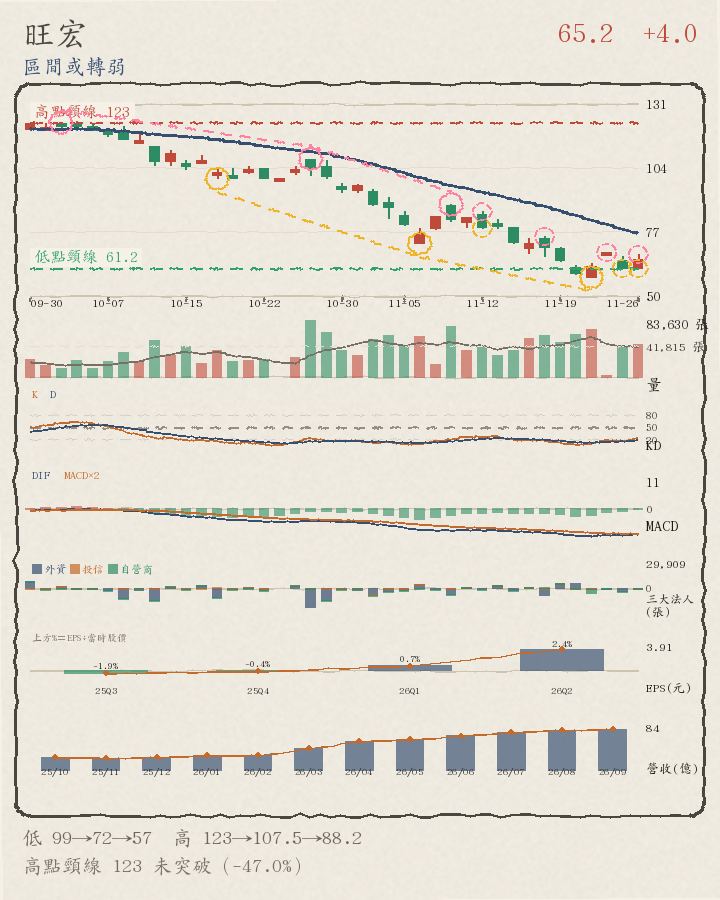 旺宏
65.2 +4.0
區間或轉弱
高點頸線 123
131
104
77
低點頸線 61.2
50
09-30 10-07 10-15 10-22 10-30 11-05 11-12 11-19 11-26
83,630 張
41,815 張
量
K D
80
50
20
KD
DIF MACD×2
11
0
MACD
外資 投信 自營商
29,909
0
三大法人
(張)
上方%=EPS÷當時股價
3.91
-1.9% -0.4% 0.7% 2.4%
25Q3 25Q4 26Q1 26Q2
EPS(元)
84
25/10 25/11 25/12 26/01 26/02 26/03 26/04 26/05 26/06 26/07 26/08 26/09
營收(億)
低 99→72→57 高 123→107.5→88.2
高點頸線 123 未突破 (-47.0%)